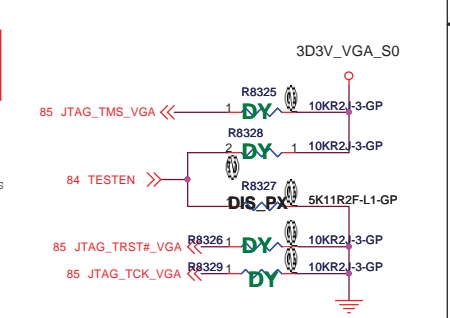 3D3V_VGA_S0
R8325
85 JTAG_TMS_VGA 1 DY 10KR2J-3-GP
R8328
2 DY 1 10KR2J-3-GP
84 TESTEN
R8327
DIS_PX 5K11R2F-L1-GP
85 JTAG_TRST#_VGA R8326 1 DY 10KR2J-3-GP
85 JTAG_TCK_VGA R8329 1 DY 10KR2J-3-GP